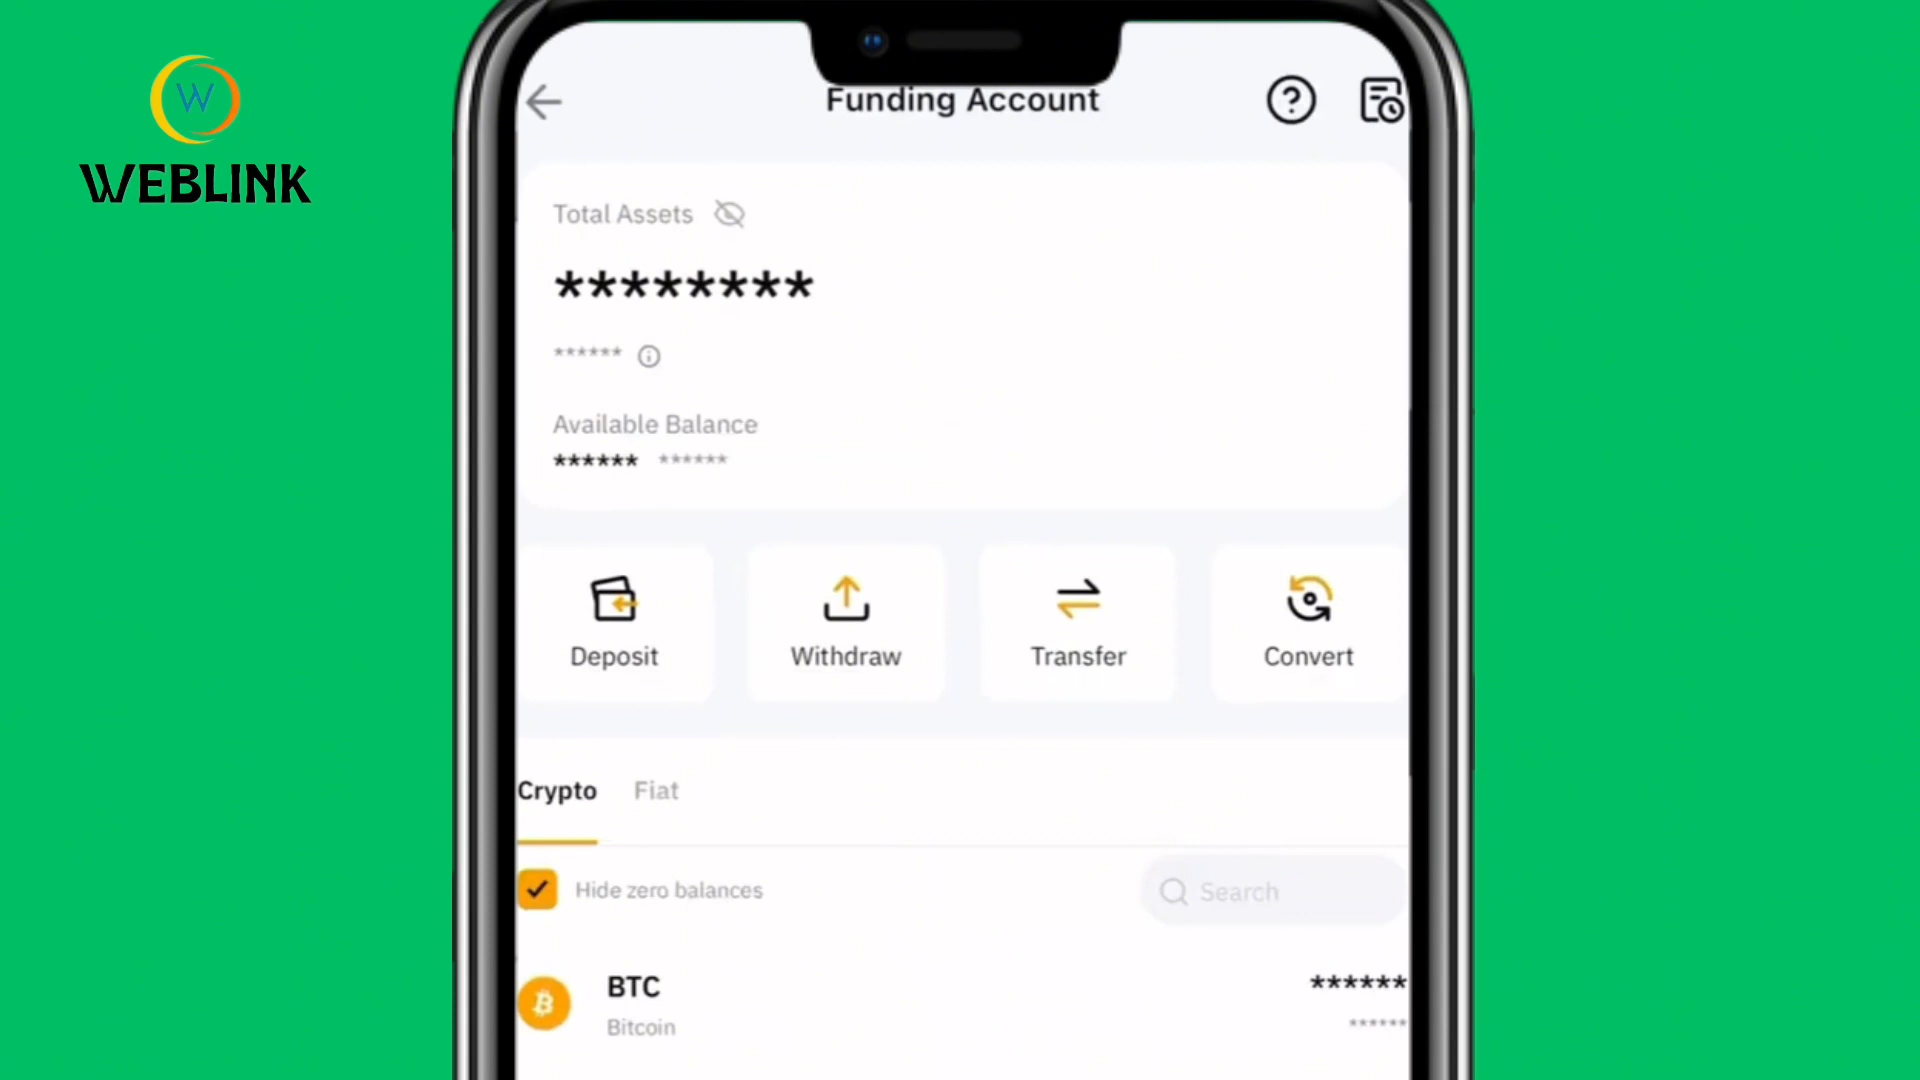 W
WEBLINK
Funding Account
Total Assets
********
******
Available Balance
****** ******
Deposit
Withdraw
Transfer
Convert
Crypto
Fiat
Hide zero balances
Search
BTC
******
Bitcoin
******